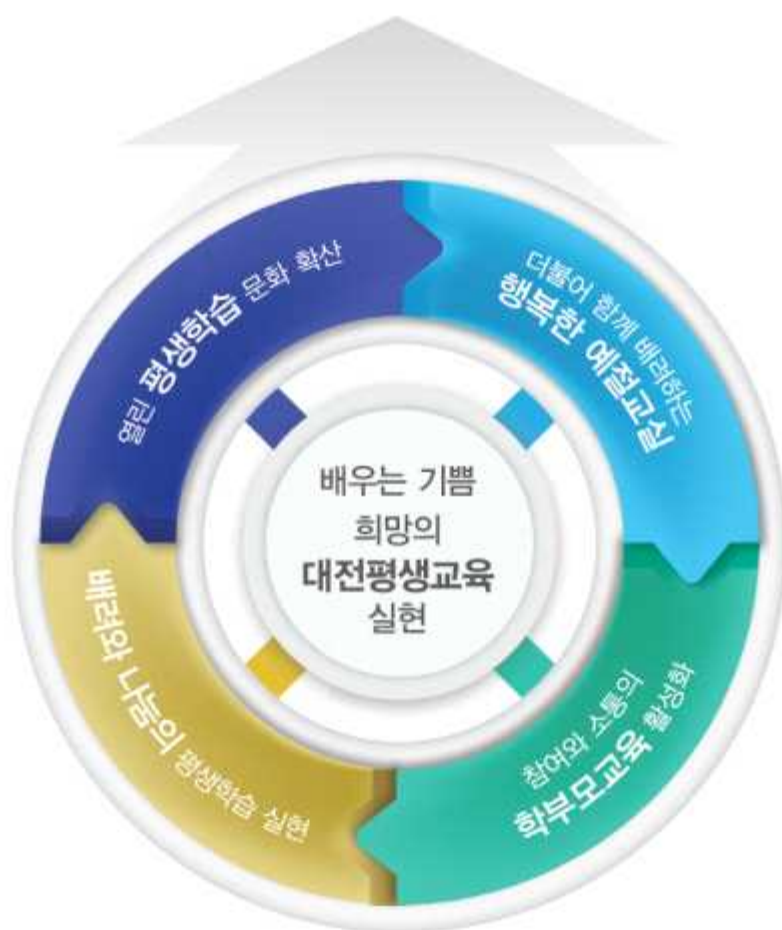 열린 평생학습 문화 확산
더불어 함께 배려하는
행복한 예절교실
배우는 기쁨
희망의
대전평생교육
실현
배려와 나눔의 평생학습 실현
참여와 소통의
학부모교육 활성화